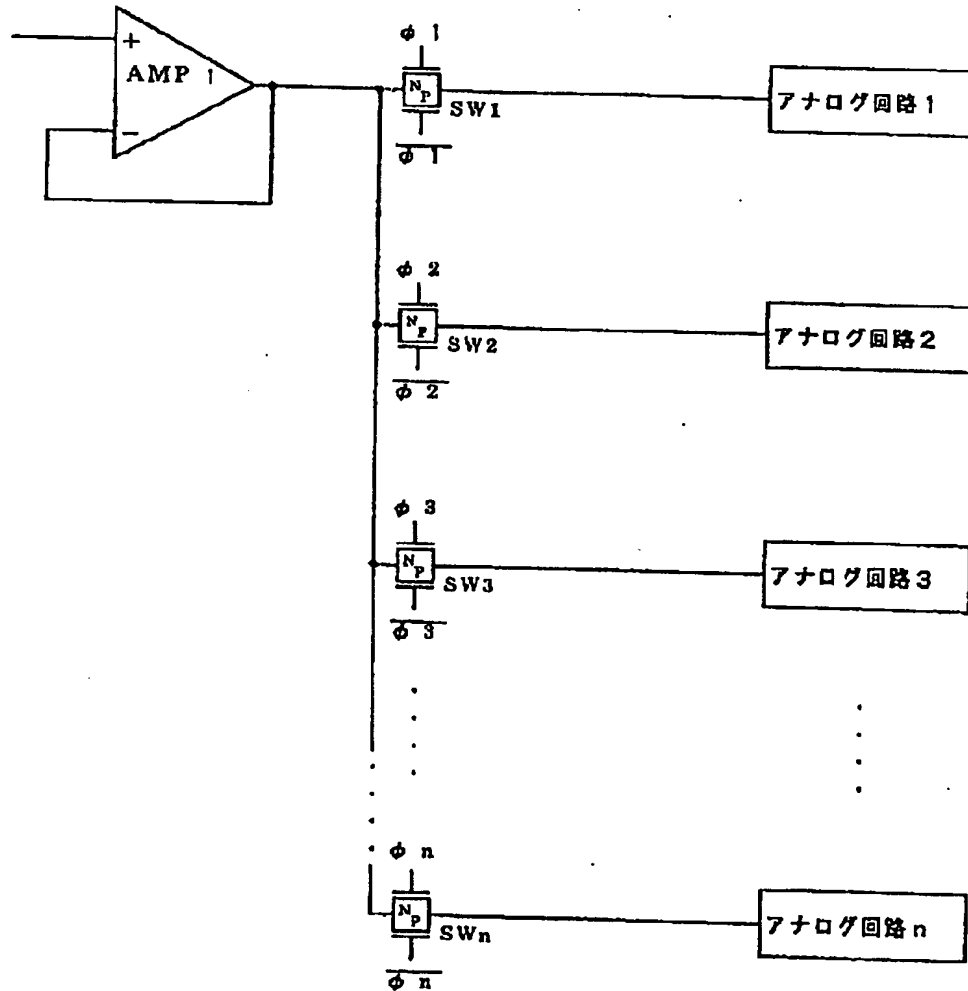 +
AMP 1
−
φ 1
N P
SW1
φ̅ 1̅
アナログ回路1
φ 2
N P
SW2
φ̅ 2̅
アナログ回路2
φ 3
N P
SW3
φ̅ 3̅
アナログ回路3
φ n
N P
SWn
φ̅ n̅
アナログ回路n